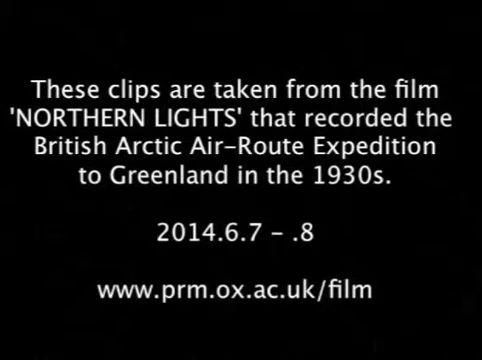 These clips are taken from the film
'NORTHERN LIGHTS' that recorded the
British Arctic Air-Route Expedition
to Greenland in the 1930s.
2014.6.7 - .8
www.prm.ox.ac.uk/film